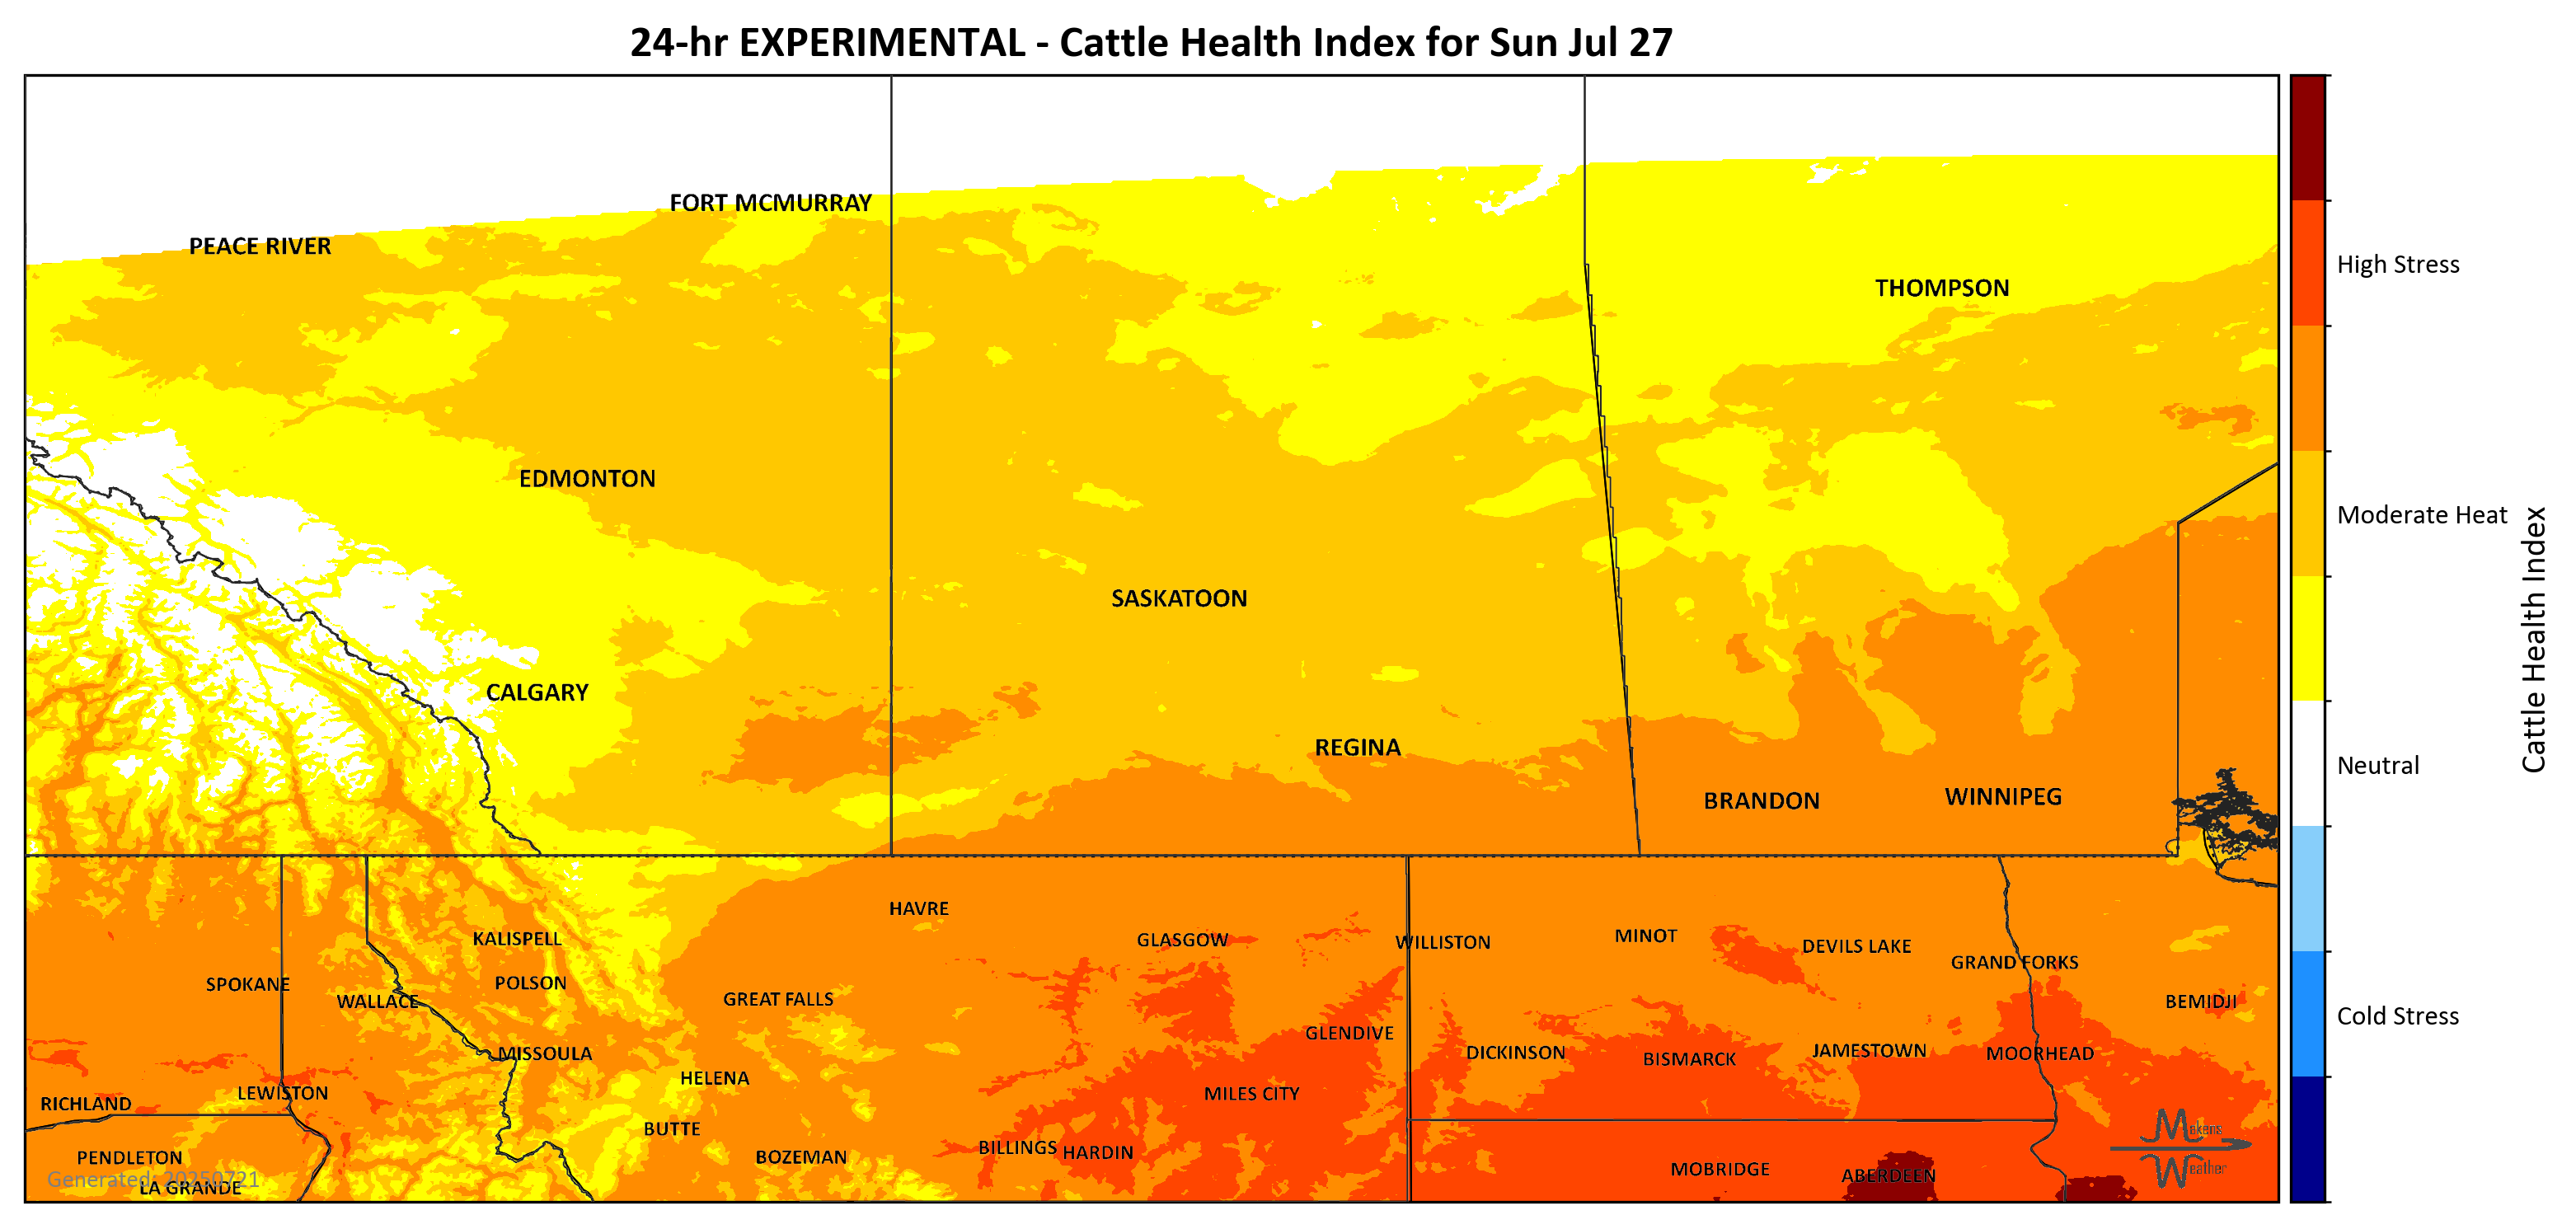 24-hr EXPERIMENTAL - Cattle Health Index for Sun Jul 27
FORT MCMURRAY
PEACE RIVER
High Stress
THOMPSON
EDMONTON
Moderate Heat
SASKATOON
Cattle Health Index
CALGARY
REGINA
Neutral
BRANDON
WINNIPEG
HAVRE
KALISPELL
GLASGOW
WILLISTON
MINOT
DEVILS LAKE
GRAND FORKS
SPOKANE
POLSON
WALLACE
GREAT FALLS
BEMIDJI
Cold Stress
GLENDIVE
MISSOULA
DICKINSON
BISMARCK
JAMESTOWN
MOORHEAD
HELENA
RICHLAND
LEWISTON
MILES CITY
BUTTE
Makens
Weather
PENDLETON
BOZEMAN
BILLINGS
HARDIN
MOBRIDGE
ABERDEEN
Generated: 20250721
LA GRANDE